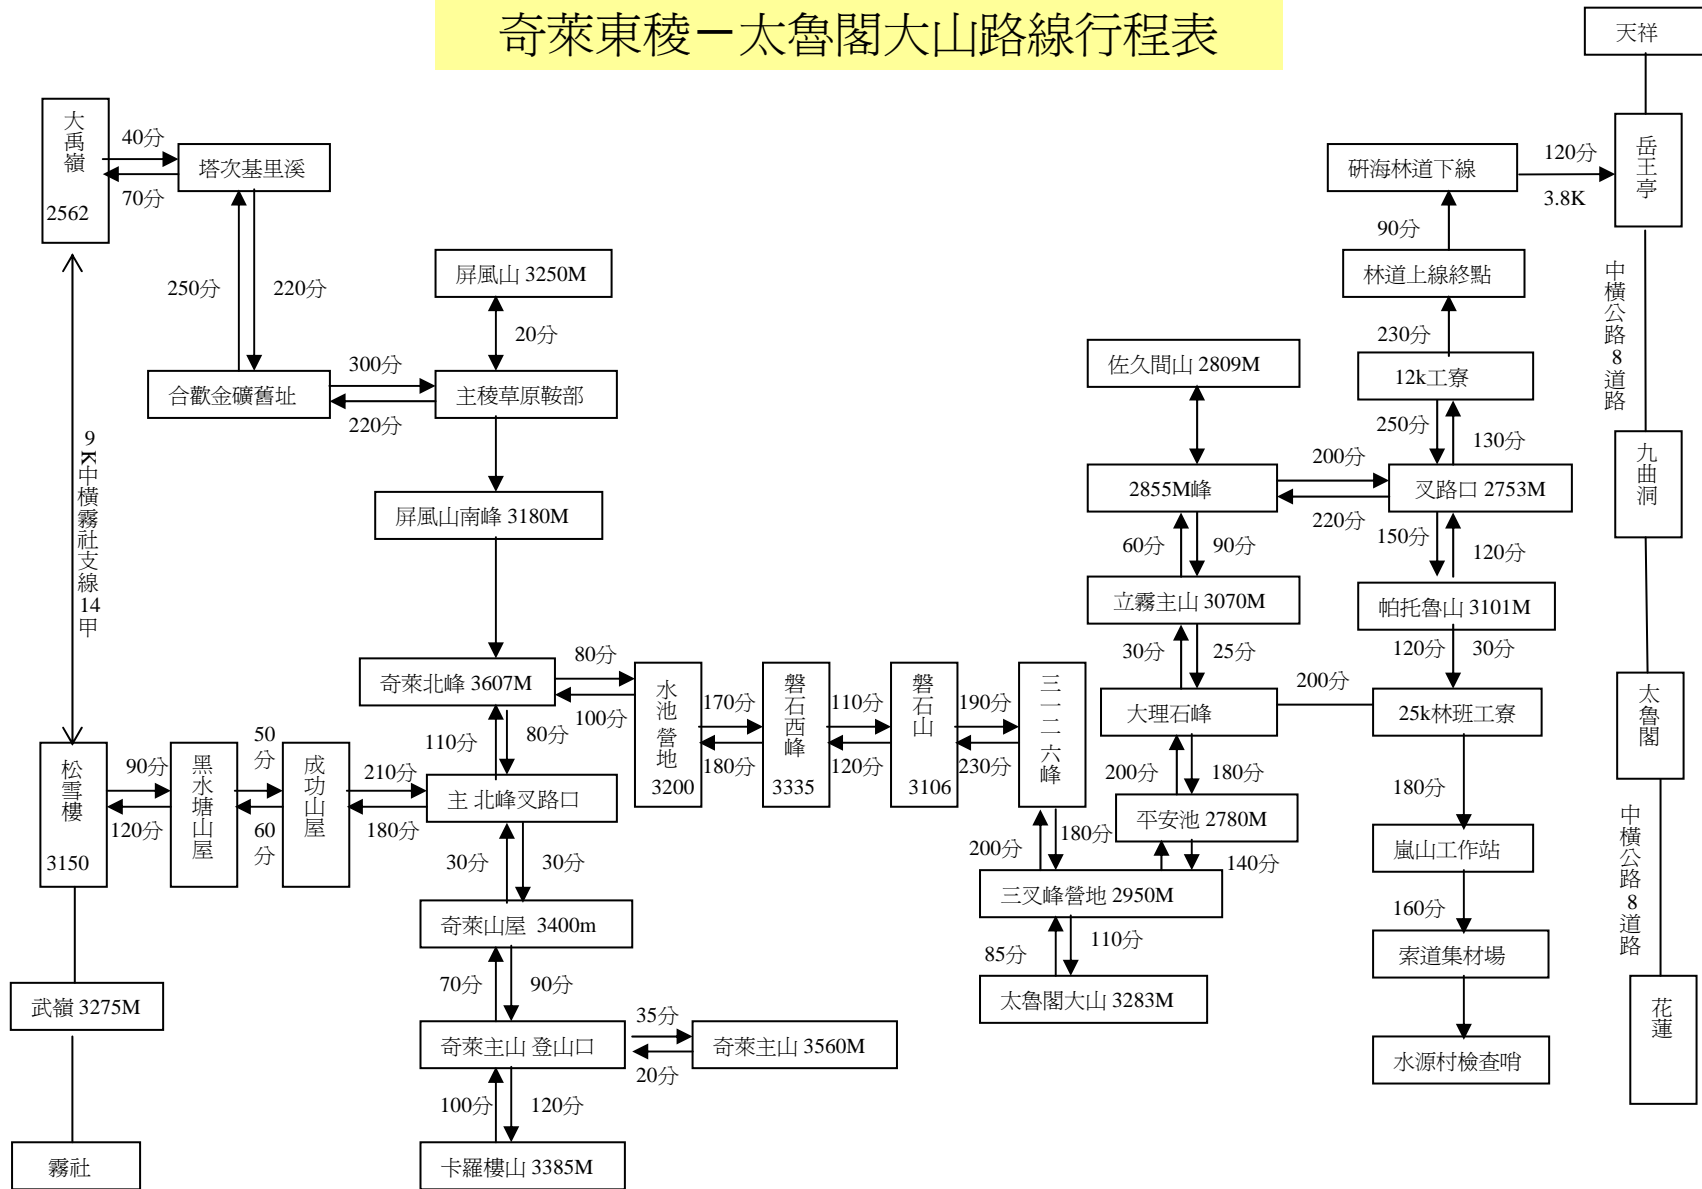 奇萊東稜－太魯閣大山路線行程表
天祥
大禹嶺
2562
40分
70分
塔次基里溪
250分
220分
屏風山 3250M
20分
合歡金礦舊址
300分
220分
主稜草原鞍部
屏風山南峰 3180M
9K中橫霧社支線14甲
奇萊北峰 3607M
80分
100分
110分
80分
松雪樓
3150
90分
120分
黑水塘山屋
50分
60分
成功山屋
210分
180分
主 北峰叉路口
30分
30分
奇萊山屋 3400m
70分
90分
奇萊主山 登山口
35分
20分
奇萊主山 3560M
100分
120分
卡羅樓山 3385M
武嶺 3275M
霧社
水池營地
3200
170分
180分
磐石西峰
3335
110分
120分
磐石山
3106
190分
230分
三一二六峰
200分
180分
三叉峰營地 2950M
85分
110分
太魯閣大山 3283M
140分
平安池 2780M
200分
180分
大理石峰
30分
25分
立霧主山 3070M
60分
90分
2855M峰
佐久間山 2809M
200分
220分
叉路口 2753M
250分
130分
12k工寮
230分
林道上線終點
90分
研海林道下線
120分
3.8K
150分
120分
帕托魯山 3101M
120分
30分
200分
25k林班工寮
180分
嵐山工作站
160分
索道集材場
水源村檢查哨
岳王亭
中橫公路8道路
九曲洞
太魯閣
中橫公路8道路
花蓮